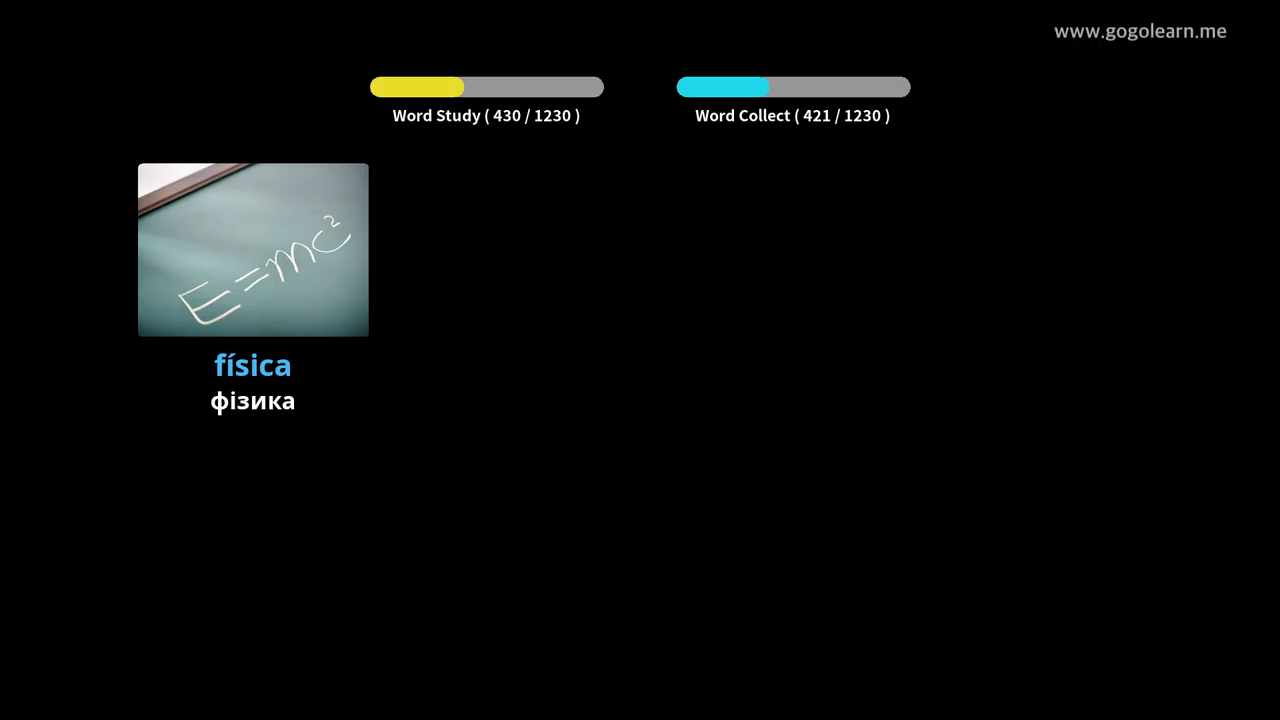 www.gogolearn.me
Word Study ( 430 / 1230 )
Word Collect ( 421 / 1230 )
E=mc²
física
фізика